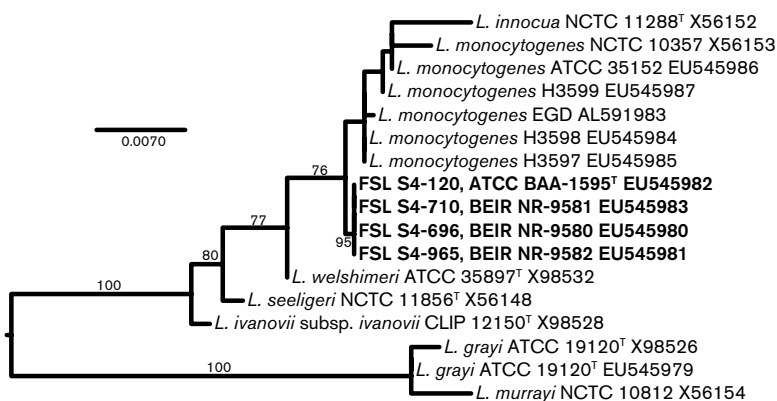 L. innocua NCTC 11288ᵀ X56152
L. monocytogenes NCTC 10357 X56153
L. monocytogenes ATCC 35152 EU545986
L. monocytogenes H3599 EU545987
L. monocytogenes EGD AL591983
0.0070
L. monocytogenes H3598 EU545984
L. monocytogenes H3597 EU545985
76
FSL S4-120, ATCC BAA-1595ᵀ EU545982
FSL S4-710, BEIR NR-9581 EU545983
77
FSL S4-696, BEIR NR-9580 EU545980
95
FSL S4-965, BEIR NR-9582 EU545981
80
L. welshimeri ATCC 35897ᵀ X98532
100
L. seeligeri NCTC 11856ᵀ X56148
L. ivanovii subsp. ivanovii CLIP 12150ᵀ X98528
L. grayi ATCC 19120ᵀ X98526
100
L. grayi ATCC 19120ᵀ EU545979
L. murrayi NCTC 10812 X56154